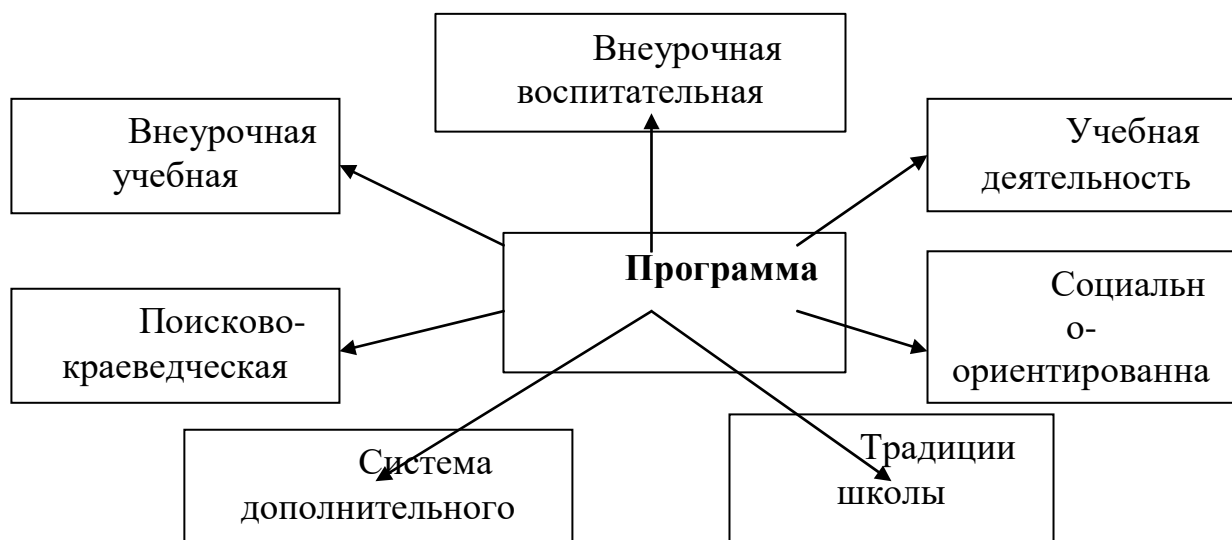 Внеурочная
воспитательная
Внеурочная
учебная
Учебная
деятельность
Программа
Поисково-
краеведческая
Социальн
о-
ориентированна
Система
дополнительного
Традиции
школы